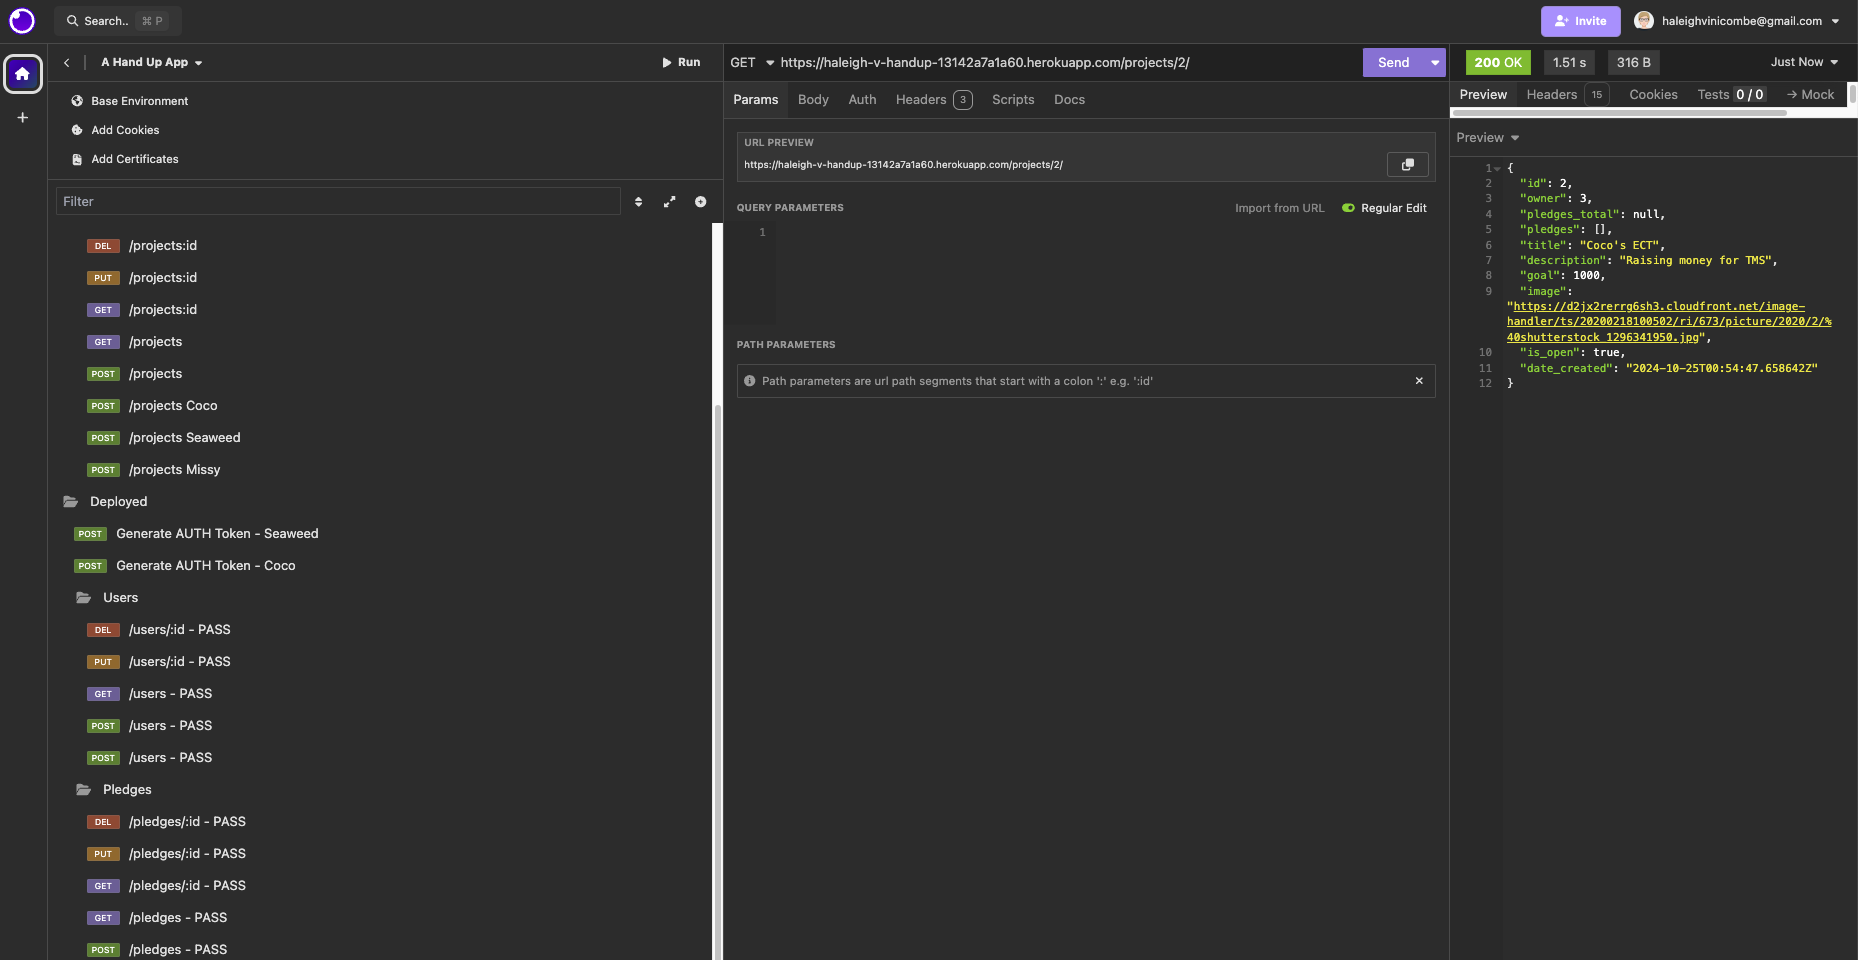 Search.. ⌘ P
Invite
haleighvinicombe@gmail.com
A Hand Up App
Run
Base Environment
Add Cookies
Add Certificates
Filter
DEL /projects:id
PUT /projects:id
GET /projects:id
GET /projects
POST /projects
POST /projects Coco
POST /projects Seaweed
POST /projects Missy
Deployed
POST Generate AUTH Token - Seaweed
POST Generate AUTH Token - Coco
Users
DEL /users/:id - PASS
PUT /users/:id - PASS
GET /users - PASS
POST /users - PASS
POST /users - PASS
Pledges
DEL /pledges/:id - PASS
PUT /pledges/:id - PASS
GET /pledges/:id - PASS
GET /pledges - PASS
POST /pledges - PASS
GET https://haleigh-v-handup-13142a7a1a60.herokuapp.com/projects/2/ Send
Params Body Auth Headers 3 Scripts Docs
URL PREVIEW
https://haleigh-v-handup-13142a7a1a60.herokuapp.com/projects/2/
QUERY PARAMETERS Import from URL Regular Edit
1
PATH PARAMETERS
Path parameters are url path segments that start with a colon ':' e.g. ':id'
200 OK 1.51 s 316 B Just Now
Preview Headers 15 Cookies Tests 0 / 0 → Mock
Preview
1 {
2 "id": 2,
3 "owner": 3,
4 "pledges_total": null,
5 "pledges": [],
6 "title": "Coco's ECT",
7 "description": "Raising money for TMS",
8 "goal": 1000,
9 "image":
"https://d2jx2rerrg6sh3.cloudfront.net/image-
handler/ts/20200218100502/ri/673/picture/2020/2/%
40shutterstock_1296341950.jpg",
10 "is_open": true,
11 "date_created": "2024-10-25T00:54:47.658642Z"
12 }